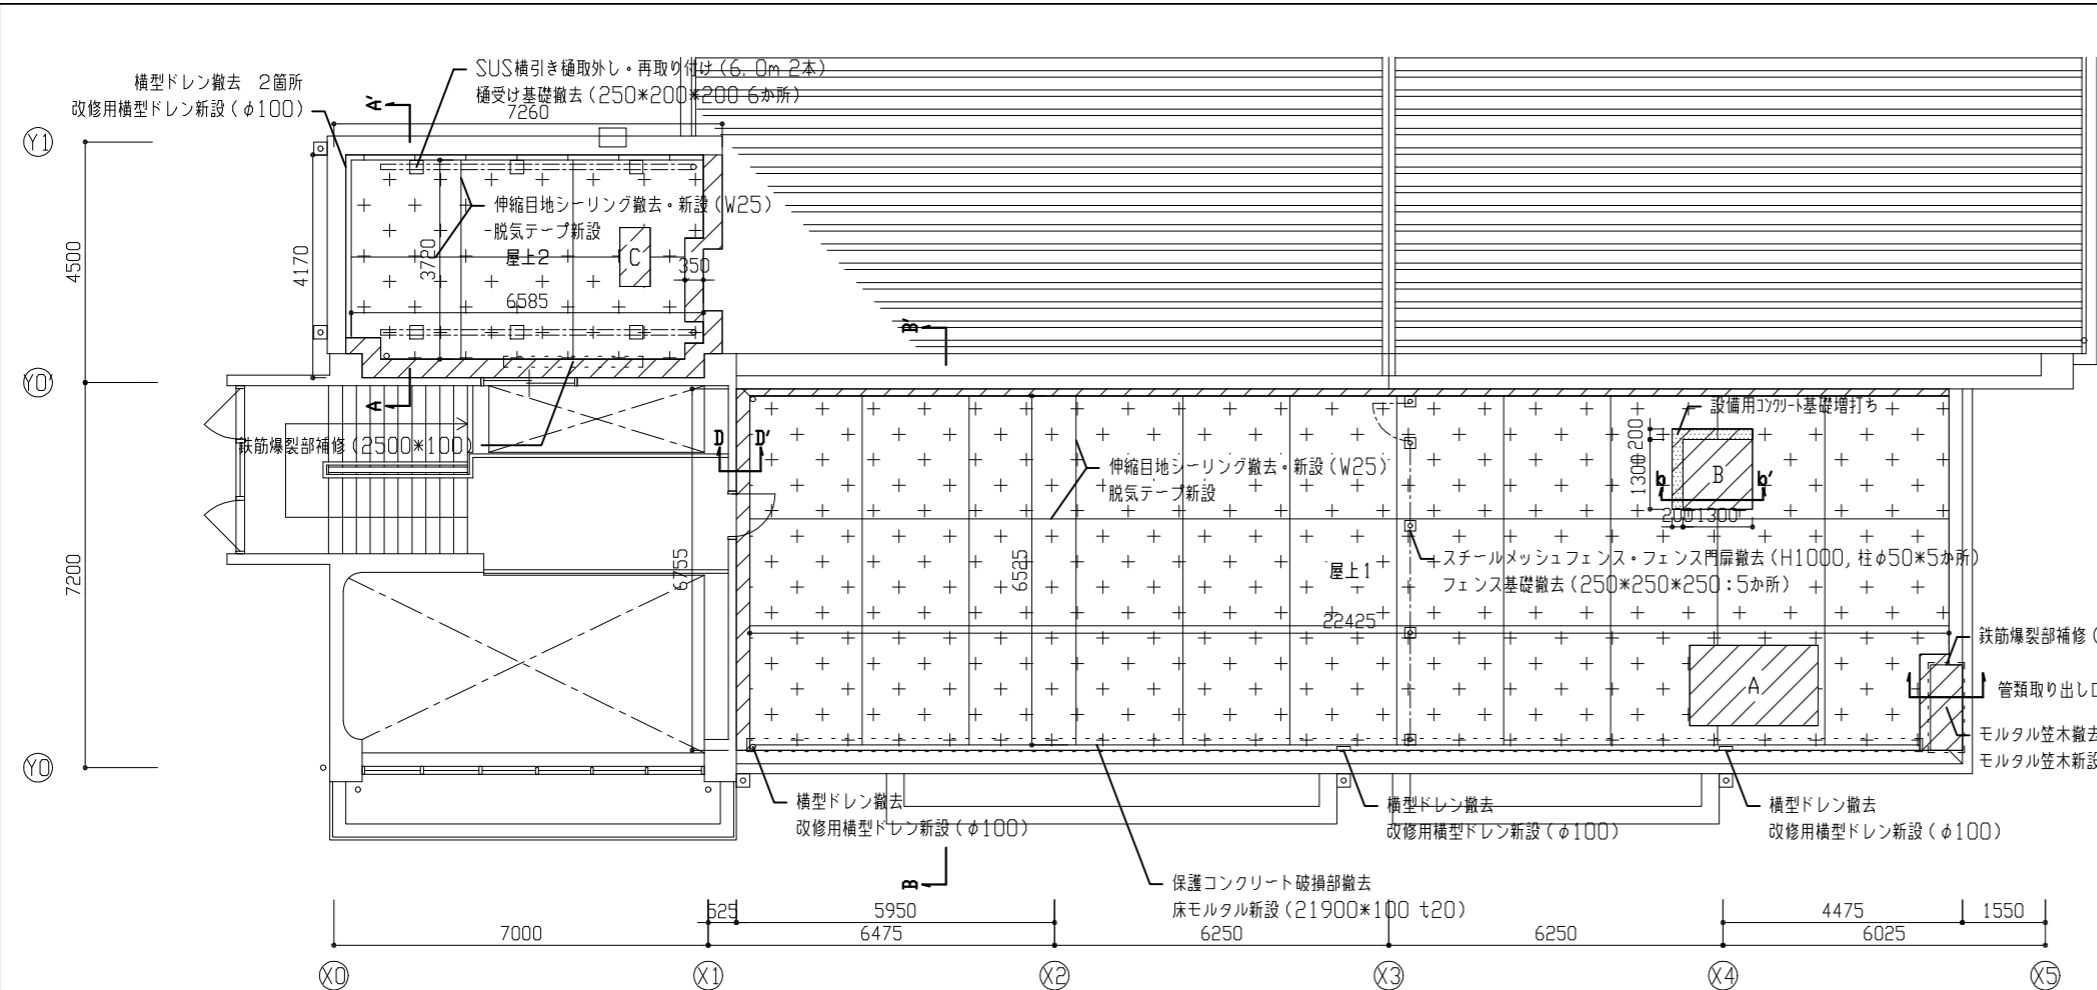 横型ドレン撤去　2箇所
改修用横型ドレン新設(φ100)
SUS横引き樋取外し・再取り付け(6.0m 2本)
樋受け基礎撤去(250*200*200 6か所)
A'
7260
Y1
4500
4170
伸縮目地シーリング撤去・新設(W25)
-脱気テープ新設
3720
屋上2
C
350
6585
B'
Y0'
A
鉄筋爆裂部補修(2500*100)
D
D'
設備用コンクリート基礎増打ち
200
1300
B
b
b'
200
1300
伸縮目地シーリング撤去・新設(W25)
脱気テープ新設
7200
6755
6525
屋上1
スチールメッシュフェンス・フェンス門扉撤去(H1000, 柱φ50*5か所)
フェンス基礎撤去(250*250*250:5か所)
22425
鉄筋爆裂部補修(
A
管類取り出し口
モルタル笠木撤去
モルタル笠木新設
Y0
横型ドレン撤去
改修用横型ドレン新設(φ100)
横型ドレン撤去
改修用横型ドレン新設(φ100)
横型ドレン撤去
改修用横型ドレン新設(φ100)
B
保護コンクリート破損部撤去
床モルタル新設(21900*100 t20)
525
5950
4475
1550
7000
6475
6250
6250
6025
X0
X1
X2
X3
X4
X5